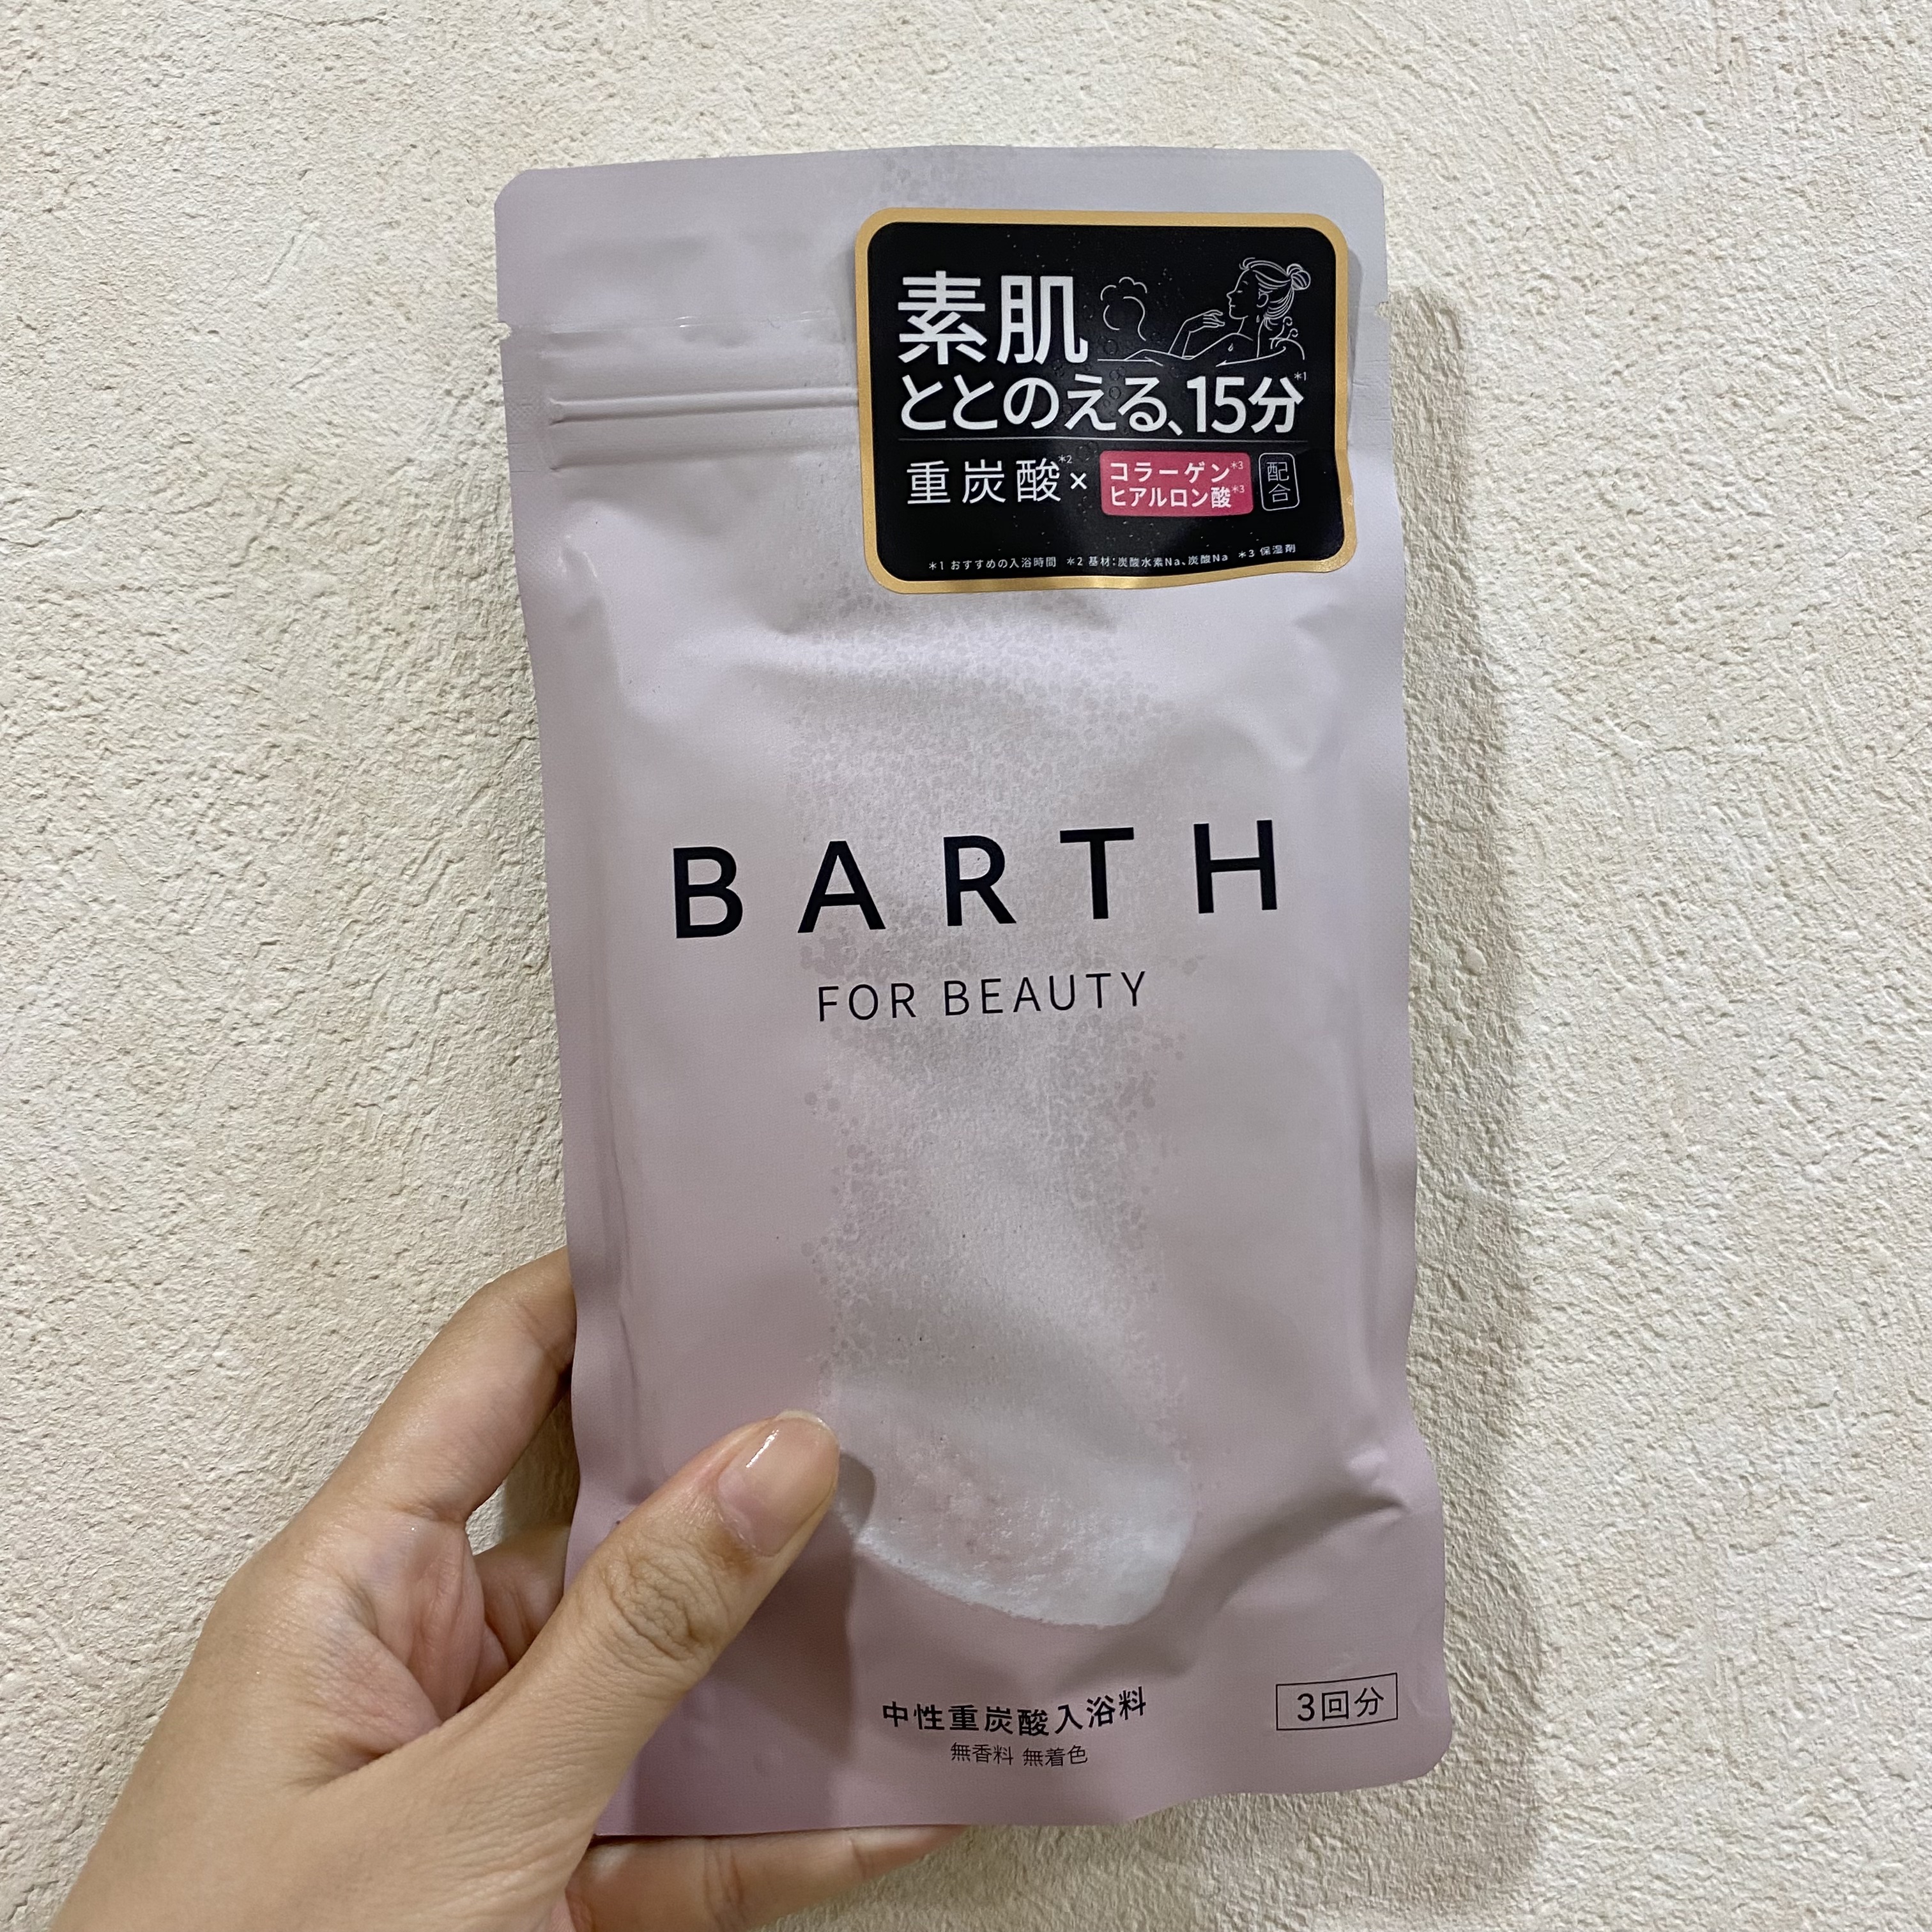 素肌
ととのえる、15分*1
重炭酸*2×コラーゲン*3
ヒアルロン酸*3
配合
*1 おすすめの入浴時間 *2 基材:炭酸水素Na、炭酸Na *3 保湿剤
BARTH
FOR BEAUTY
中性重炭酸入浴料
無香料 無着色
3回分